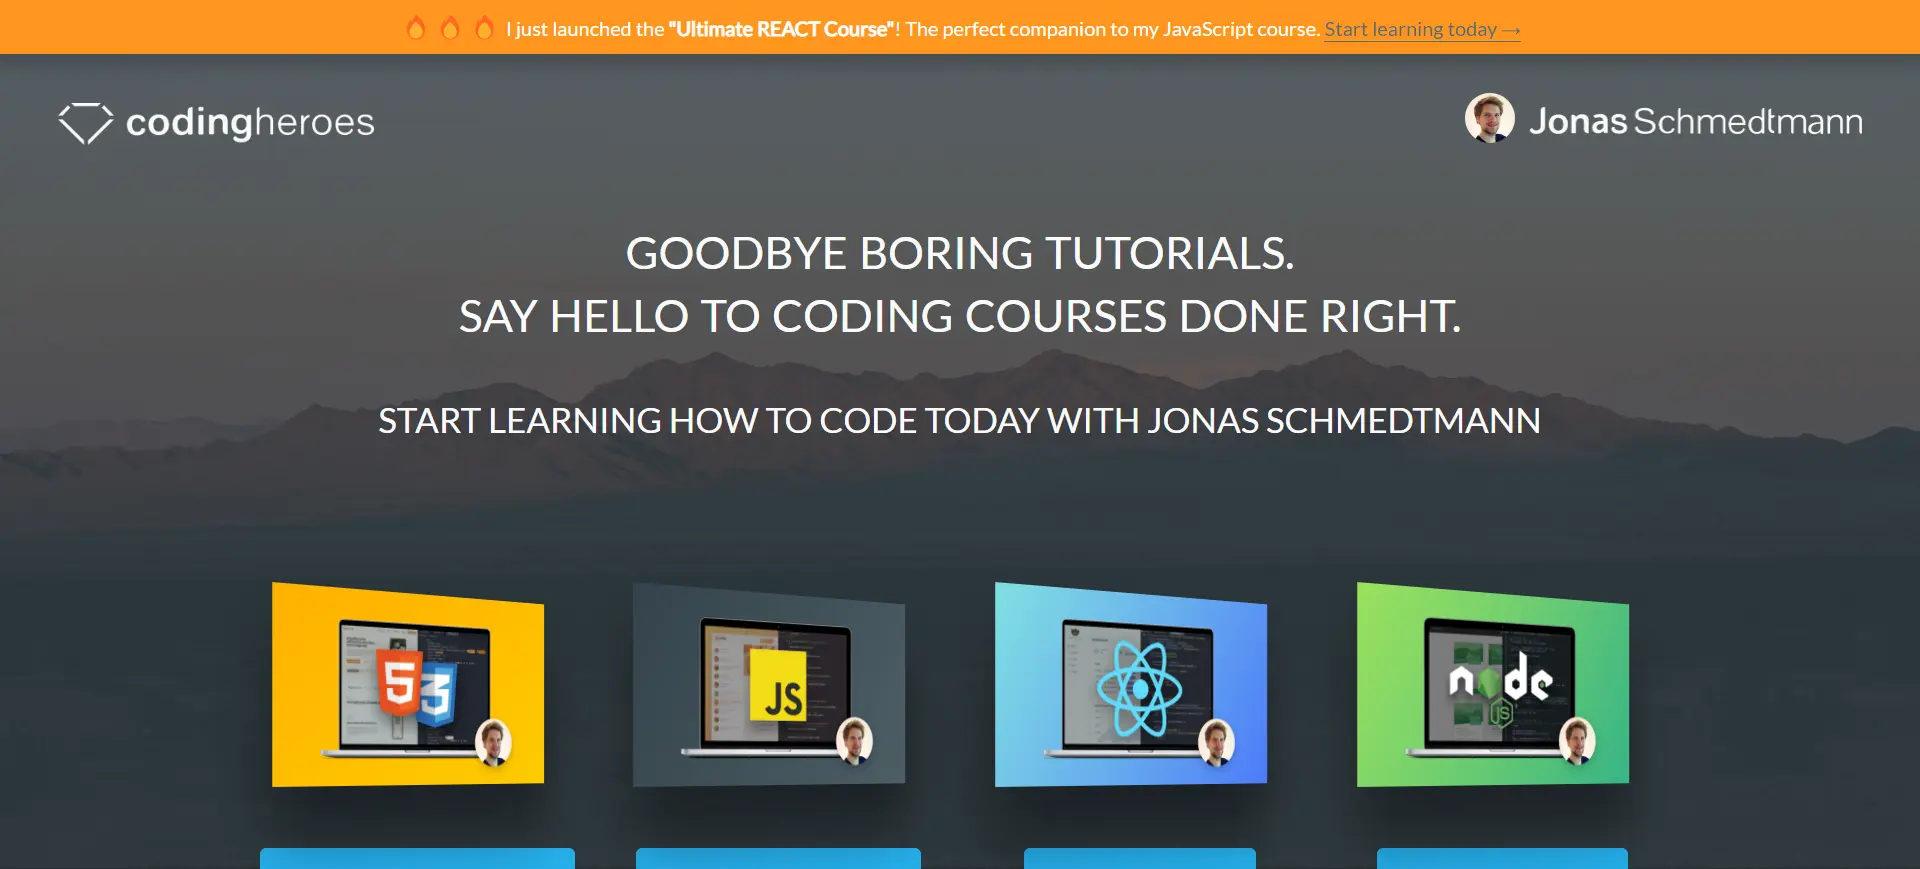 I just launched the "Ultimate REACT Course"! The perfect companion to my JavaScript course. Start learning today →
codingheroes
Jonas Schmedtmann
GOODBYE BORING TUTORIALS.
SAY HELLO TO CODING COURSES DONE RIGHT.
START LEARNING HOW TO CODE TODAY WITH JONAS SCHMEDTMANN
5
3
JS
node
JS